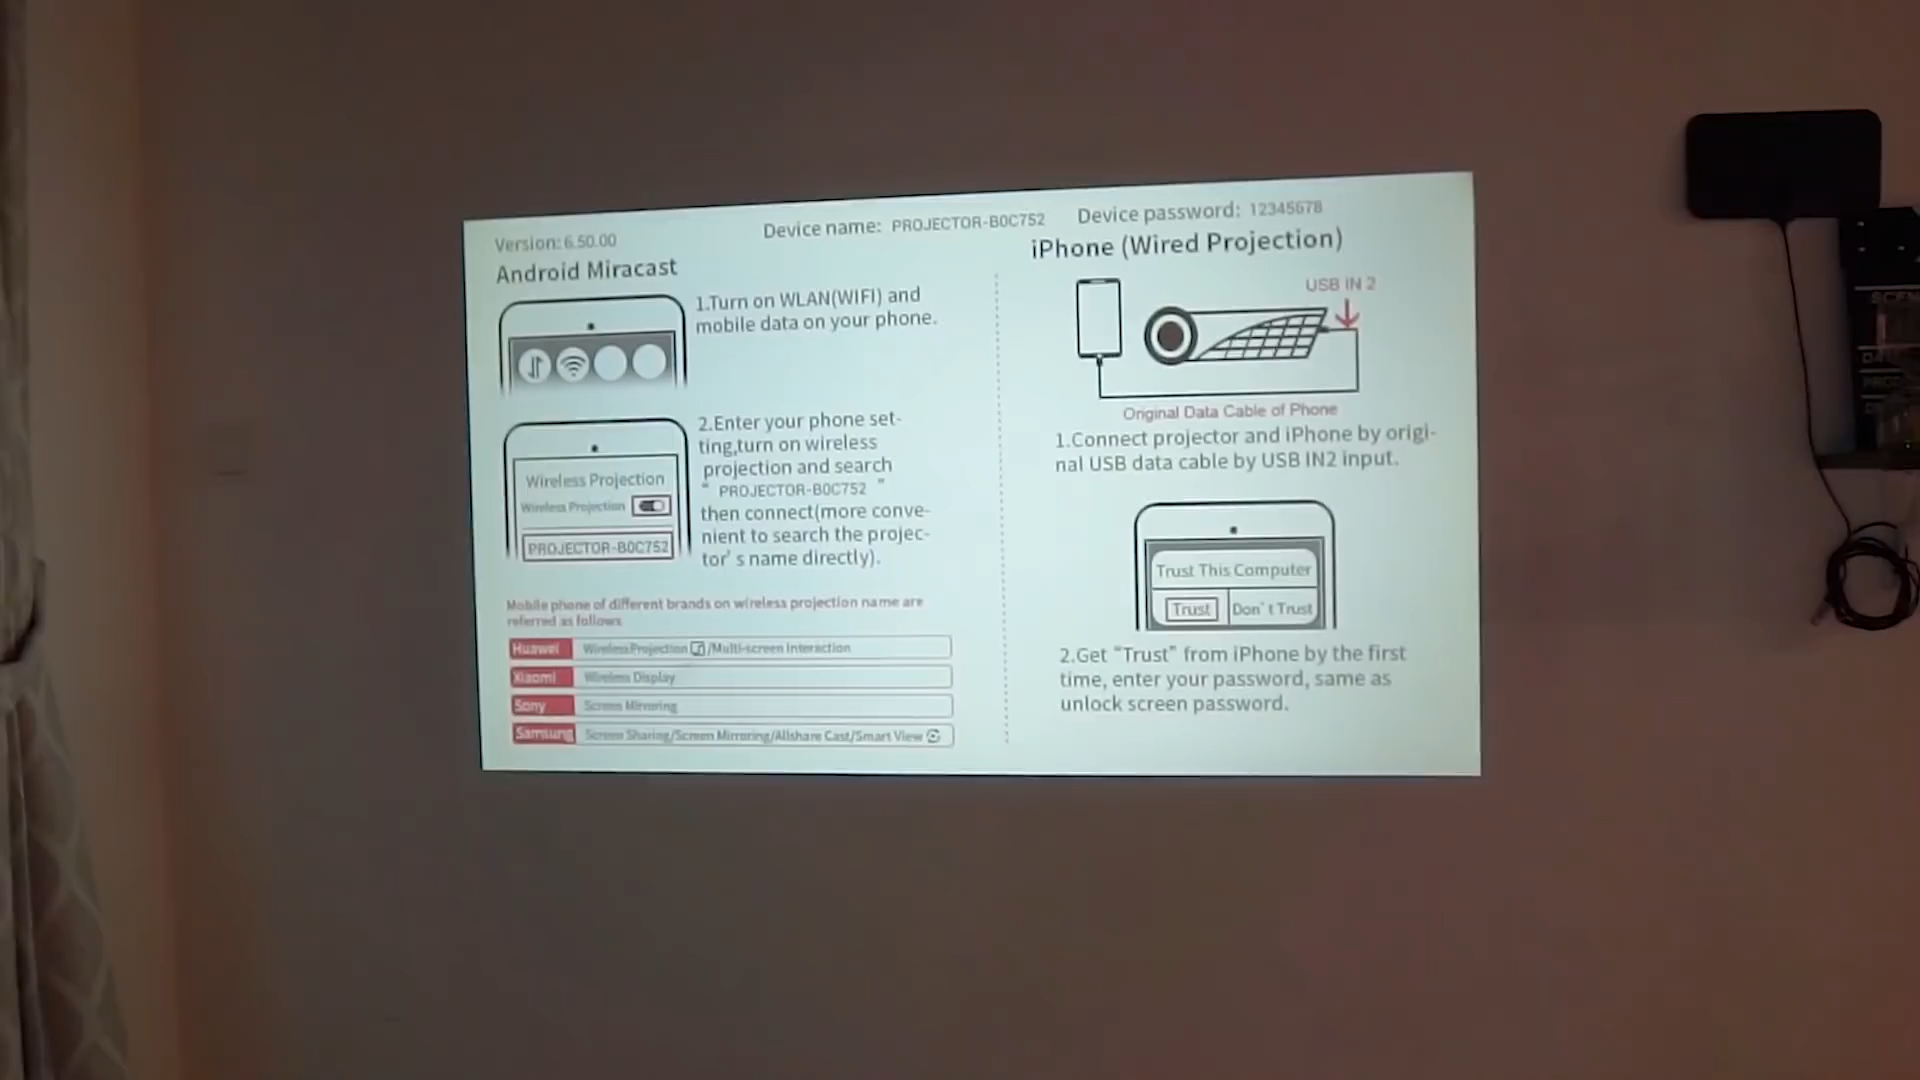 Version: 6.50.00
Device name: PROJECTOR-B0C752
Device password: 12345678
Android Miracast
1.Turn on WLAN(WIFI) and
mobile data on your phone.
2.Enter your phone set-
ting,turn on wireless
projection and search
“ PROJECTOR-B0C752 ”
then connect(more conve-
nient to search the projec-
tor’s name directly).
Wireless Projection
Wireless Projection
PROJECTOR-B0C752
Mobile phone of different brands on wireless projection name are
referred as follows
Huawei Wireless Projection /Multi-screen Interaction
Xiaomi Wireless Display
Sony Screen Mirroring
Samsung Screen Sharing/Screen Mirroring/Allshare Cast/Smart View
iPhone (Wired Projection)
USB IN 2
Original Data Cable of Phone
1.Connect projector and iPhone by origi-
nal USB data cable by USB IN2 input.
Trust This Computer
Trust Don’t Trust
2.Get “Trust” from iPhone by the first
time, enter your password, same as
unlock screen password.